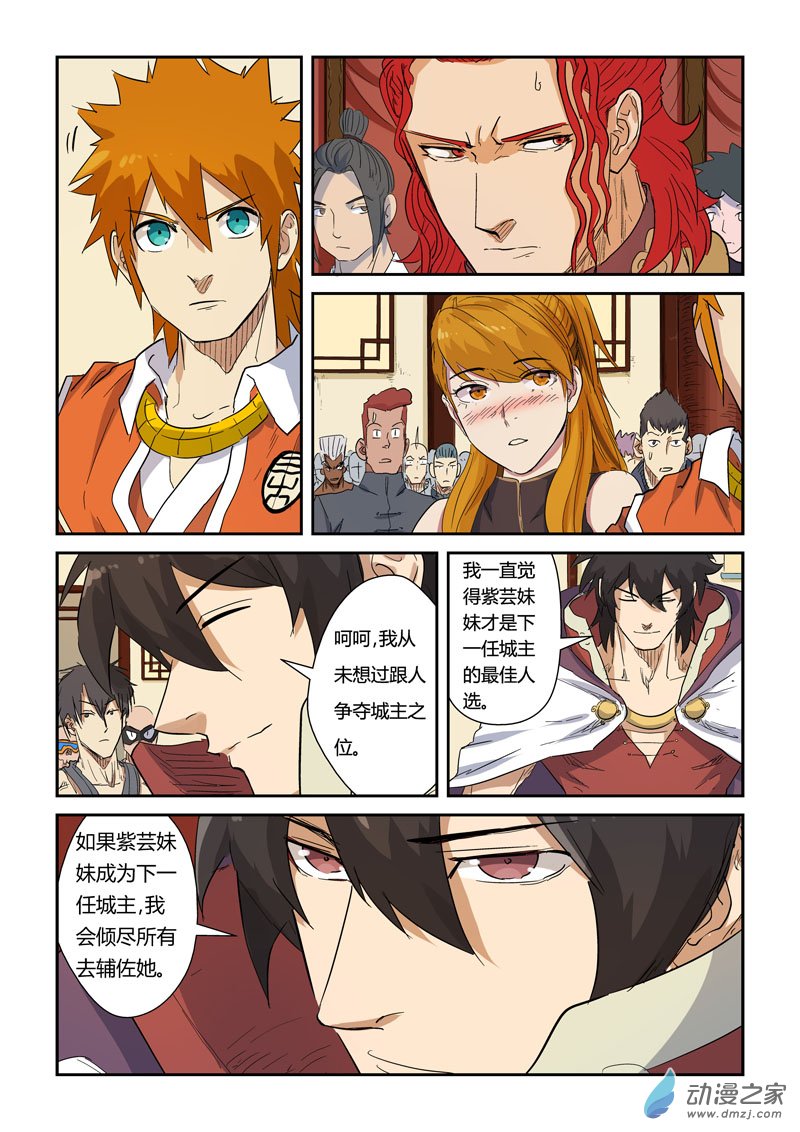 呵呵,我从
未想过跟人
争夺城主之
位。
我一直觉
得紫芸妹
妹才是下
一任城主
的最佳人
选。
如果紫芸妹
妹成为下一
任城主,我
会倾尽所有
去辅佐她。
动漫之家
www.dmzj.com